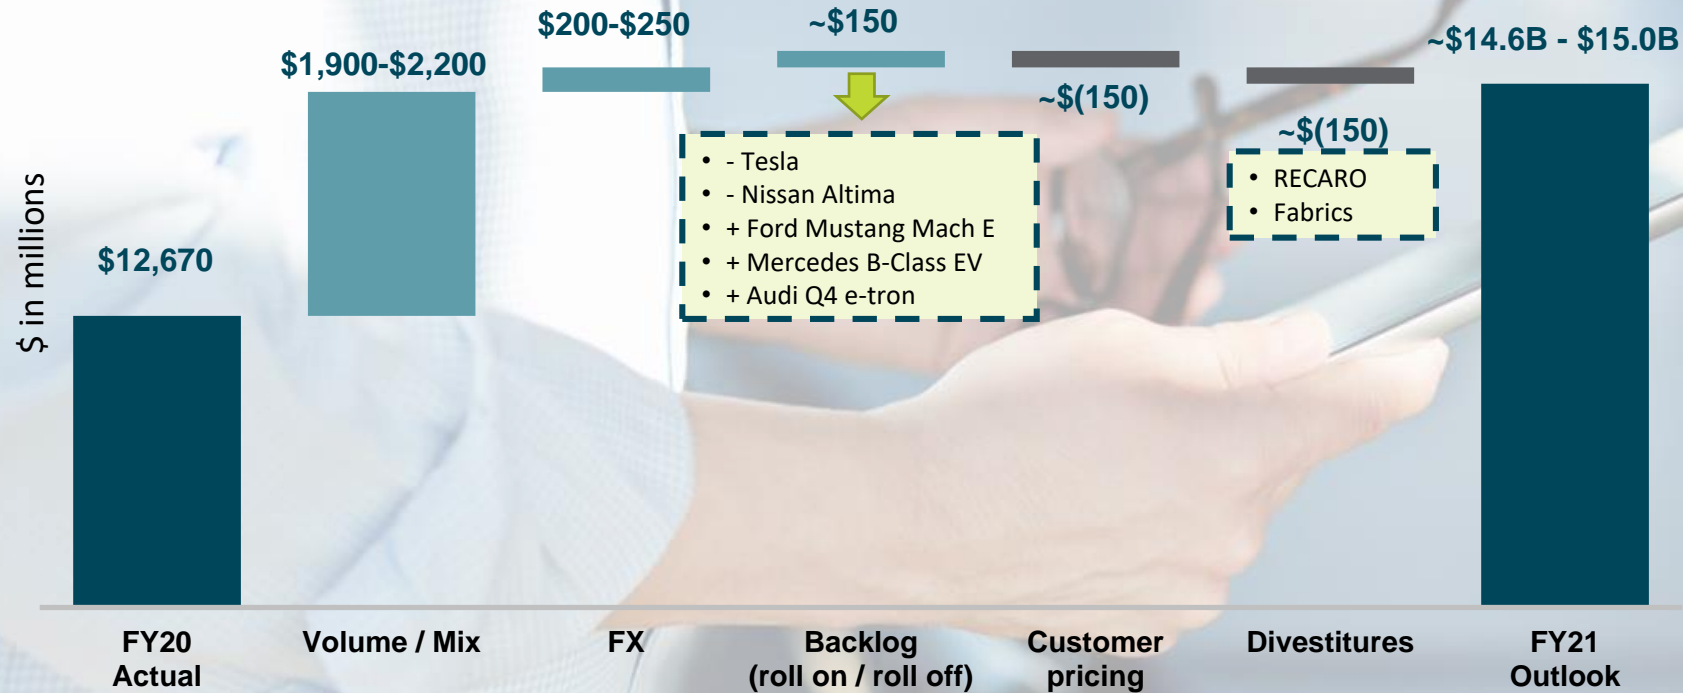 $200-$250
~$150
~$14.6B - $15.0B
$1,900-$2,200
~$(150)
~$(150)
$12,670
$ in millions
• - Tesla
• - Nissan Altima
• + Ford Mustang Mach E
• + Mercedes B-Class EV
• + Audi Q4 e-tron
• RECARO
• Fabrics
FY20
Actual
Volume / Mix
FX
Backlog
(roll on / roll off)
Customer
pricing
Divestitures
FY21
Outlook